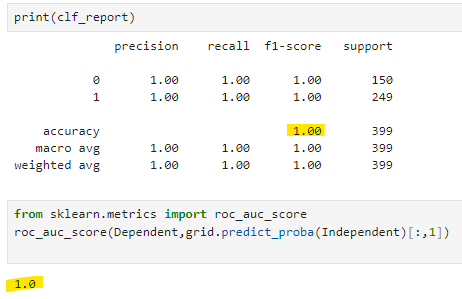 print(clf_report)
precision recall f1-score support
0 1.00 1.00 1.00 150
1 1.00 1.00 1.00 249
accuracy 1.00 399
macro avg 1.00 1.00 1.00 399
weighted avg 1.00 1.00 1.00 399
from sklearn.metrics import roc_auc_score
roc_auc_score(Dependent,grid.predict_proba(Independent)[:,1])
1.0